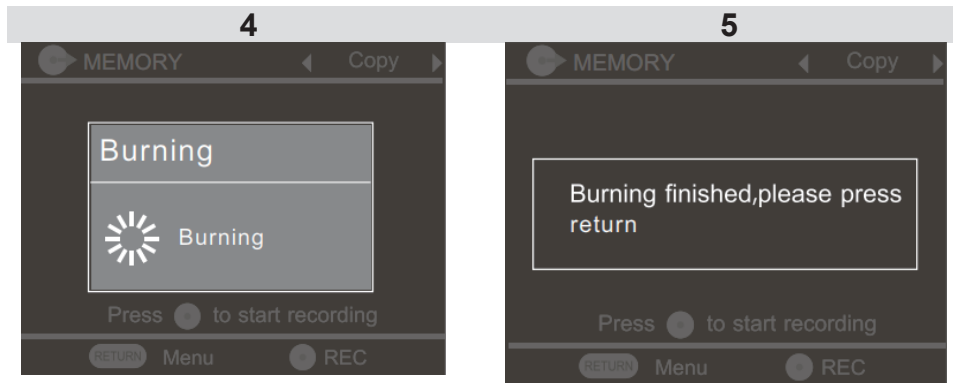 4
MEMORY Copy
Burning
Burning
Press to start recording
RETURN Menu REC
5
MEMORY Copy
Burning finished,please press
return
Press to start recording
RETURN Menu REC